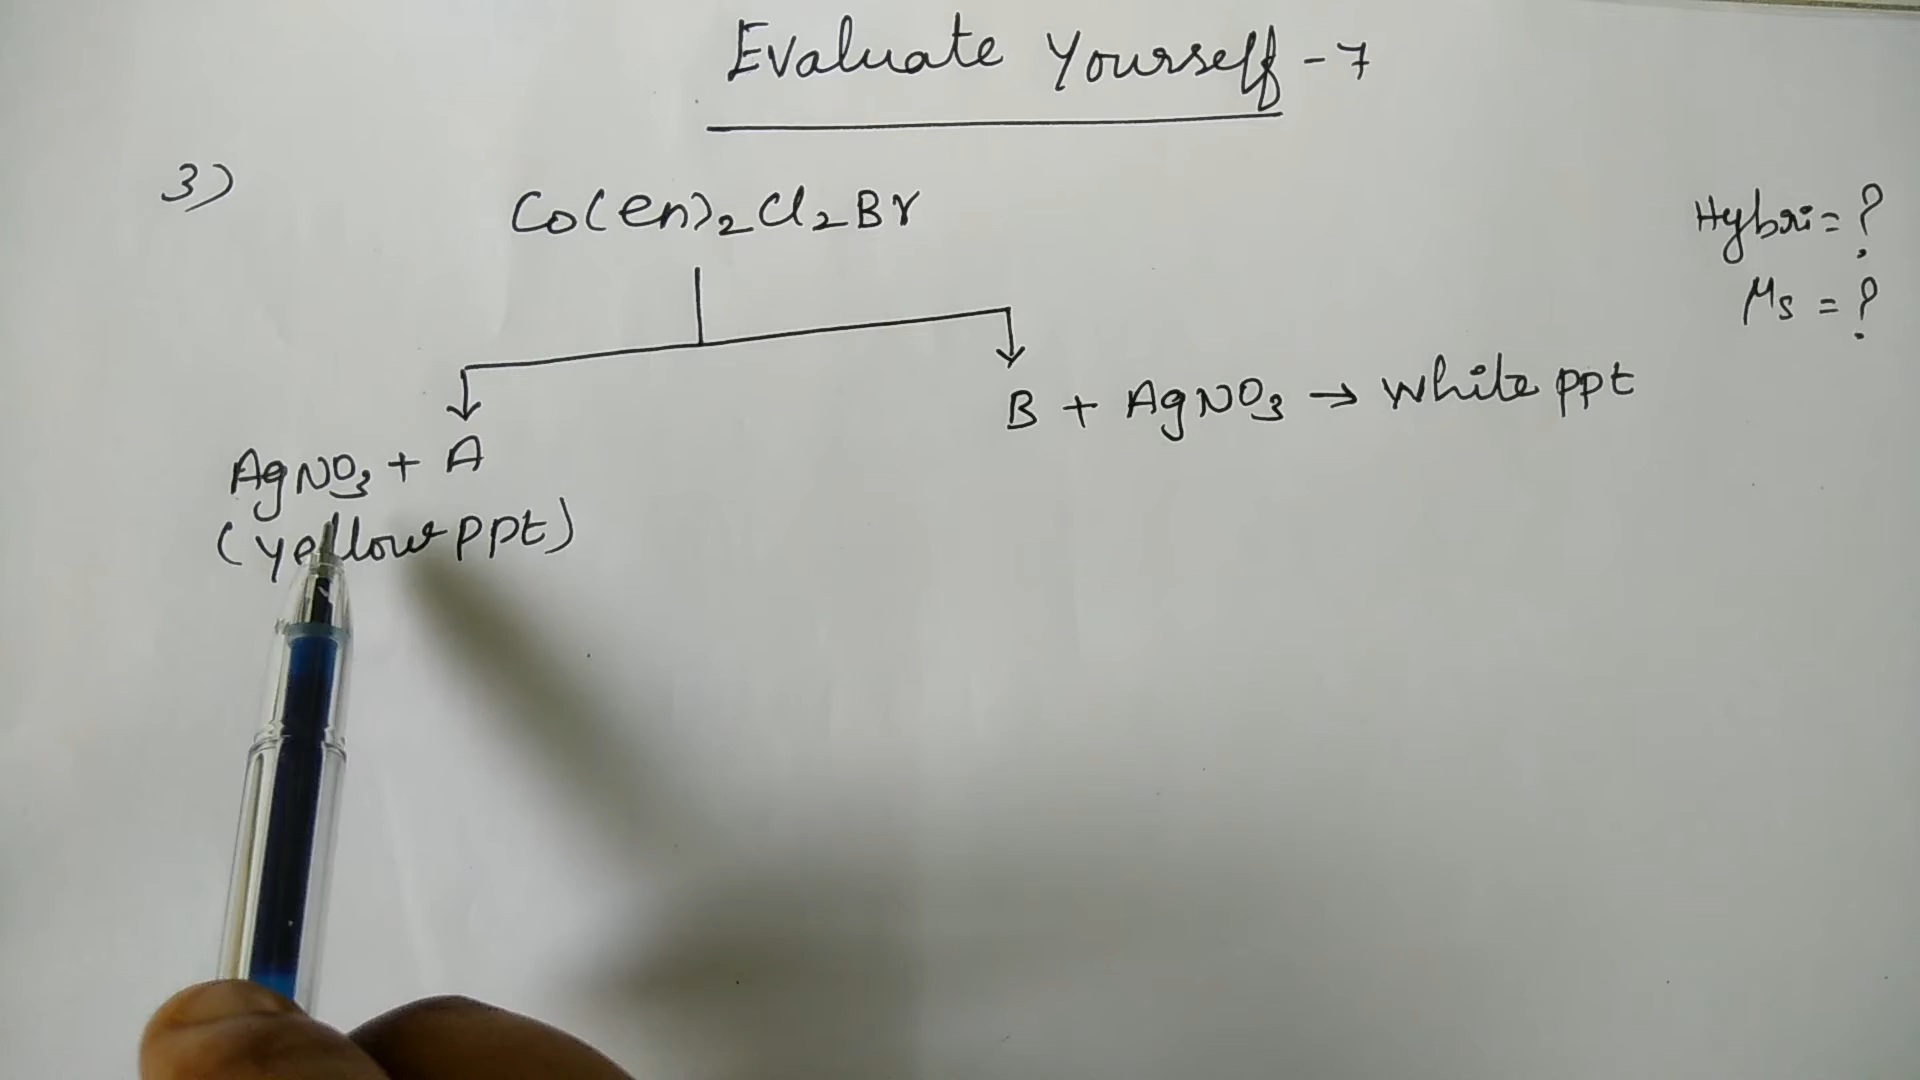 Evaluate Yourself - 7
3)
Co(en)₂Cl₂Br
Hybri = ?
μs = ?
B + AgNO₃ → White ppt
AgNO₃ + A
(yellow ppt)